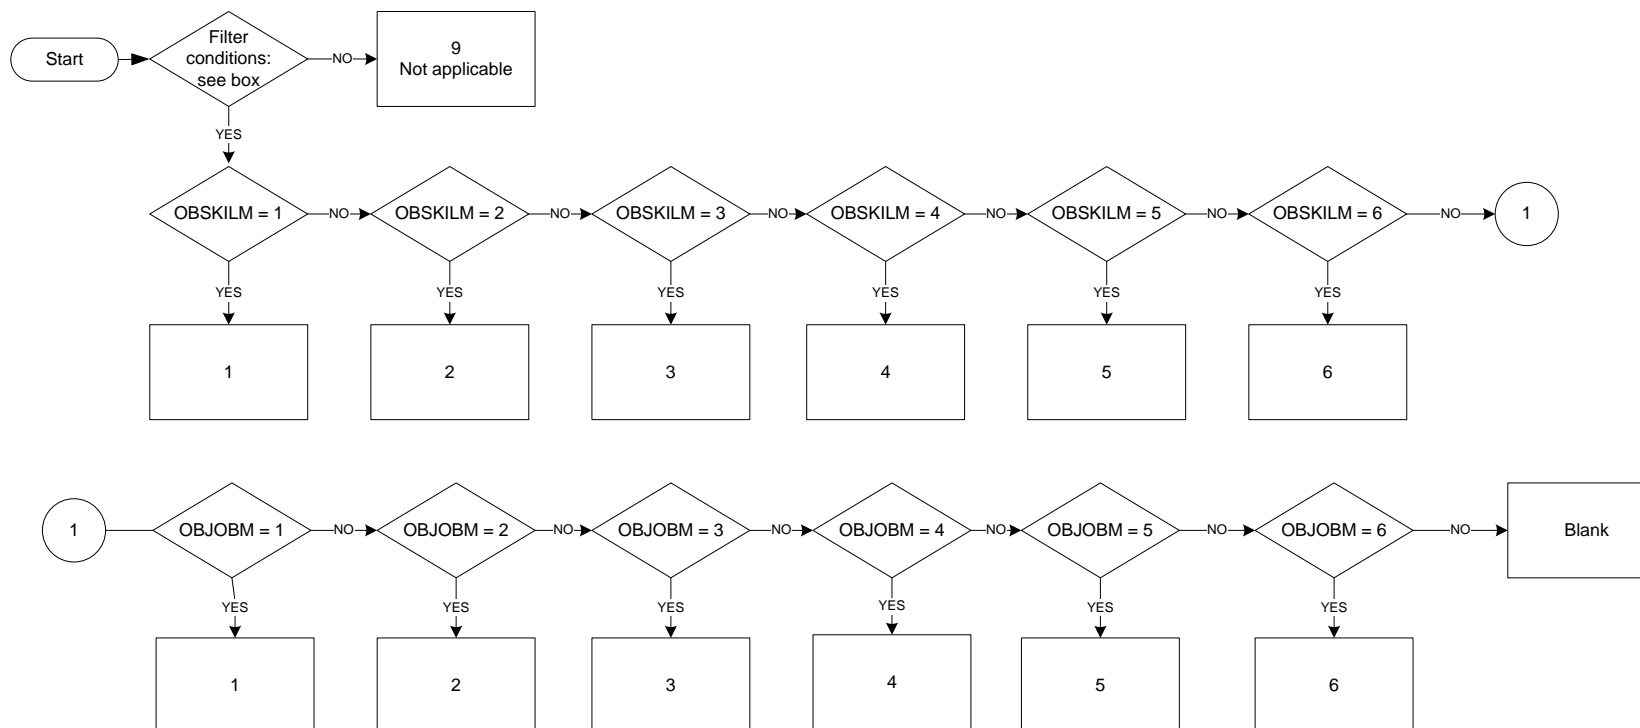 Start
Filter
conditions:
see box
NO
9
Not applicable
YES
OBSKILM = 1
NO
OBSKILM = 2
NO
OBSKILM = 3
NO
OBSKILM = 4
NO
OBSKILM = 5
NO
OBSKILM = 6
NO
1
YES
YES
YES
YES
YES
YES
1
2
3
4
5
6
1
OBJOBM = 1
NO
OBJOBM = 2
NO
OBJOBM = 3
NO
OBJOBM = 4
NO
OBJOBM = 5
NO
OBJOBM = 6
NO
Blank
YES
YES
YES
YES
YES
YES
1
2
3
4
5
6